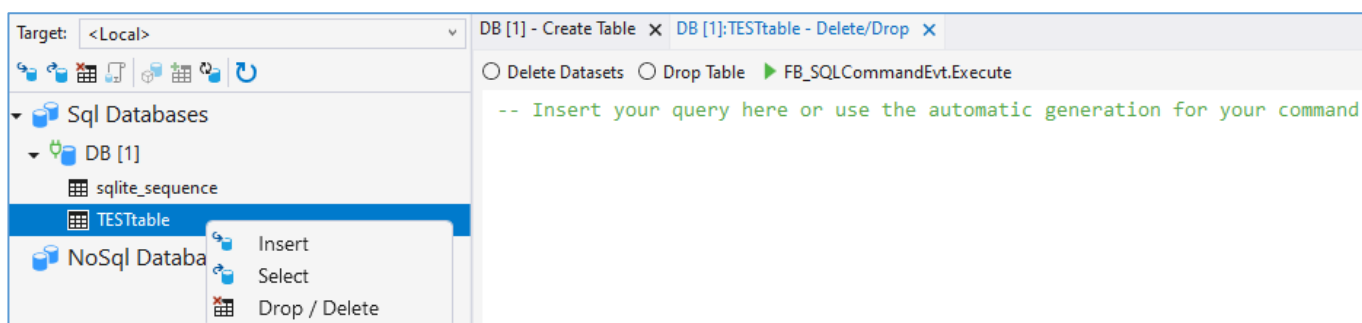 Target: <Local>
DB [1] - Create Table
DB [1]:TESTtable - Delete/Drop
Delete Datasets
Drop Table
FB_SQLCommandEvt.Execute
-- Insert your query here or use the automatic generation for your command
Sql Databases
DB [1]
sqlite_sequence
TESTtable
NoSql Databa
Insert
Select
Drop / Delete